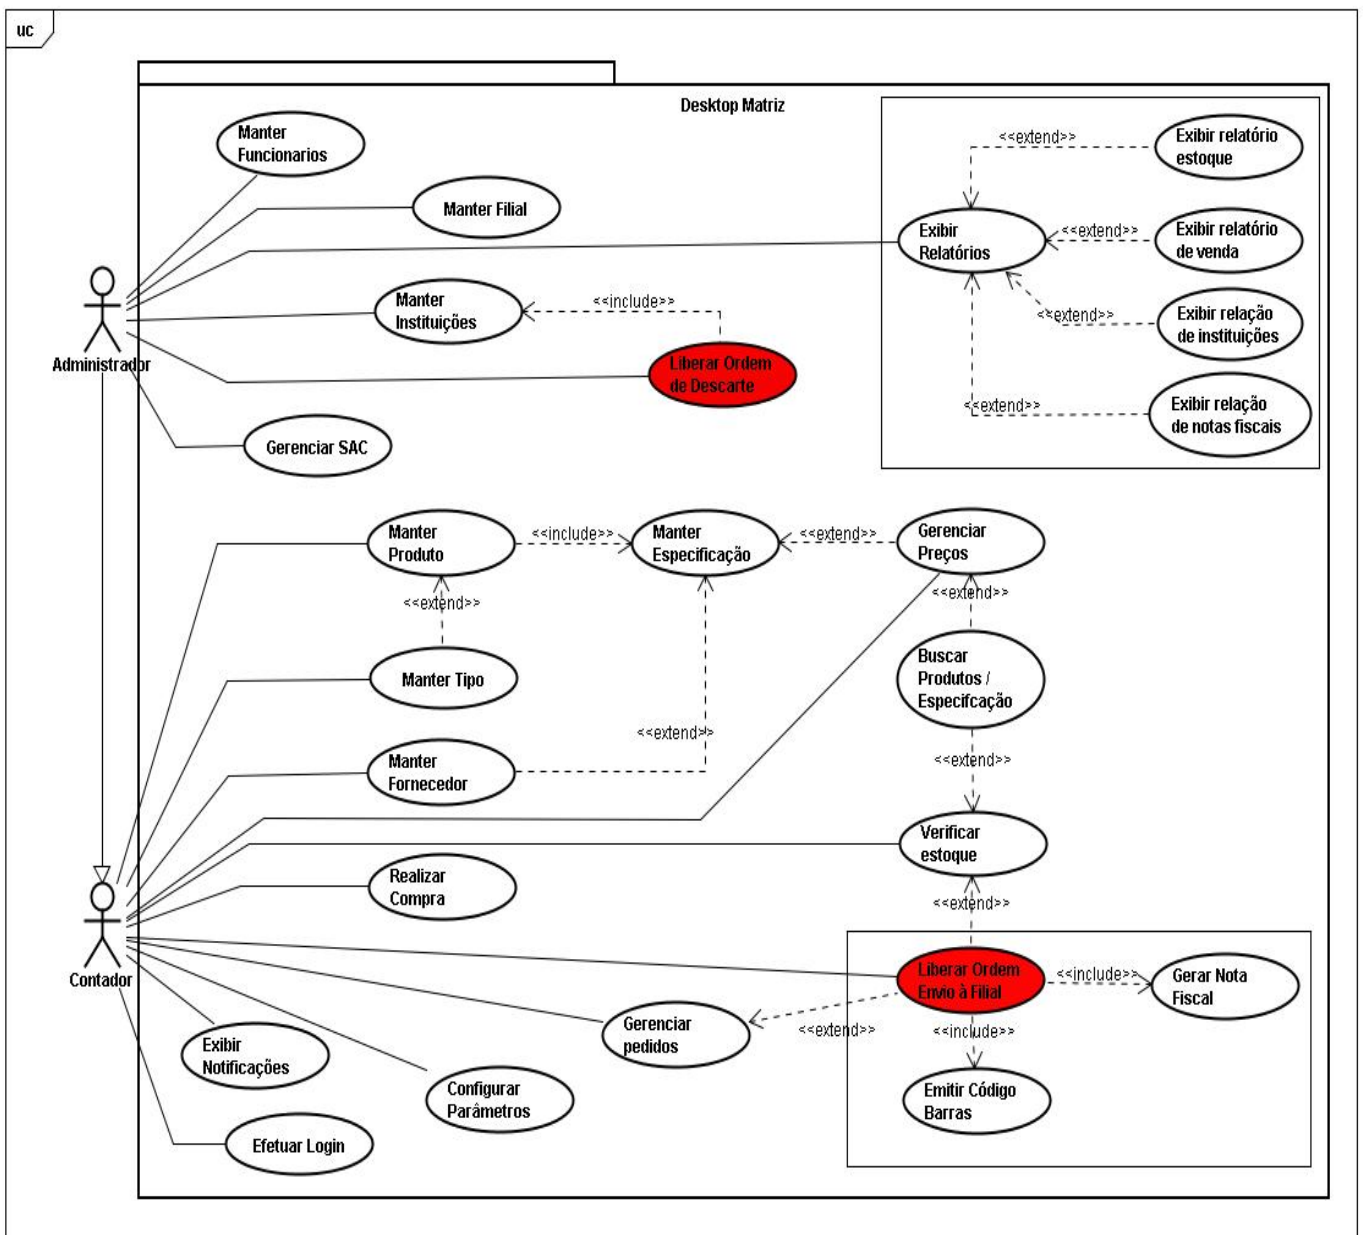 uc
Desktop Matriz
Manter
Funcionarios
<<extend>>
Exibir relatório
estoque
Manter Filial
Exibir
Relatórios
<<extend>>
Exibir relatório
de venda
Administrador
Manter
Instituições
<<include>>
<<extend>>
Exibir relação
de instituições
Liberar Ordem
de Descarte
<<extend>>
Exibir relação
de notas fiscais
Gerenciar SAC
Manter
Produto
<<include>>
Manter
Especificação
<<extend>>
Gerenciar
Preços
<<extend>>
<<extend>>
Manter Tipo
Buscar
Produtos /
Especifcação
<<extend>>
Manter
Fornecedor
<<extend>>
Verificar
estoque
Realizar
Compra
<<extend>>
Contador
Liberar Ordem
Envio à Filial
<<include>>
Gerar Nota
Fiscal
Gerenciar
pedidos
<<extend>>
<<include>>
Exibir
Notificações
Configurar
Parâmetros
Emitir Código
Barras
Efetuar Login